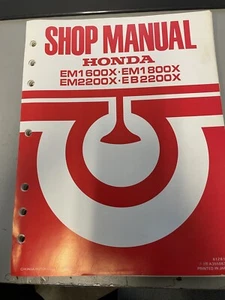 SHOP MANUAL
HONDA
EM1600X·EM1800X
EM2200X·EB2200X